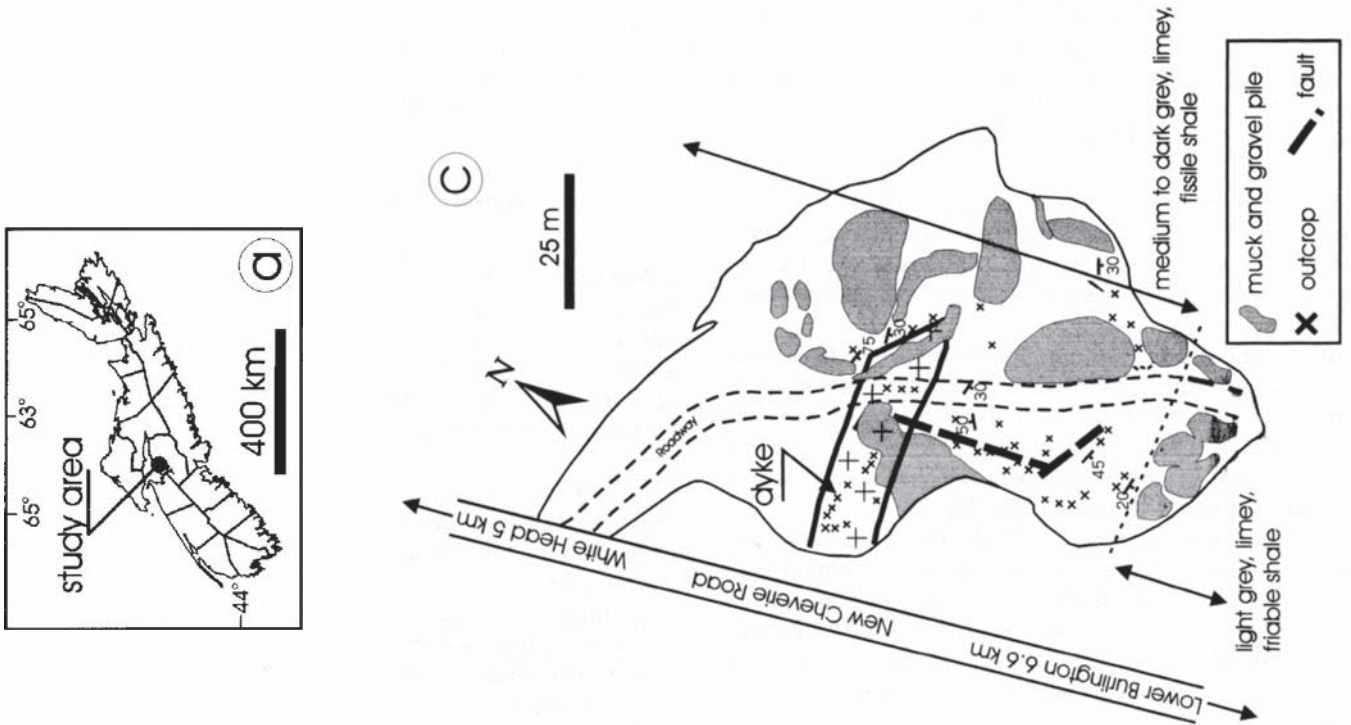 study area
65°
63°
65°
44°
400 km
a
C
25 m
N
Roadway
dyke
White Head 5 km
New Cheverie Road
Lower Burlington 6.6 km
75
30
30
50
45
20
30
light grey, limey,
friable shale
medium to dark grey, limey,
fissile shale
muck and gravel pile
outcrop
fault